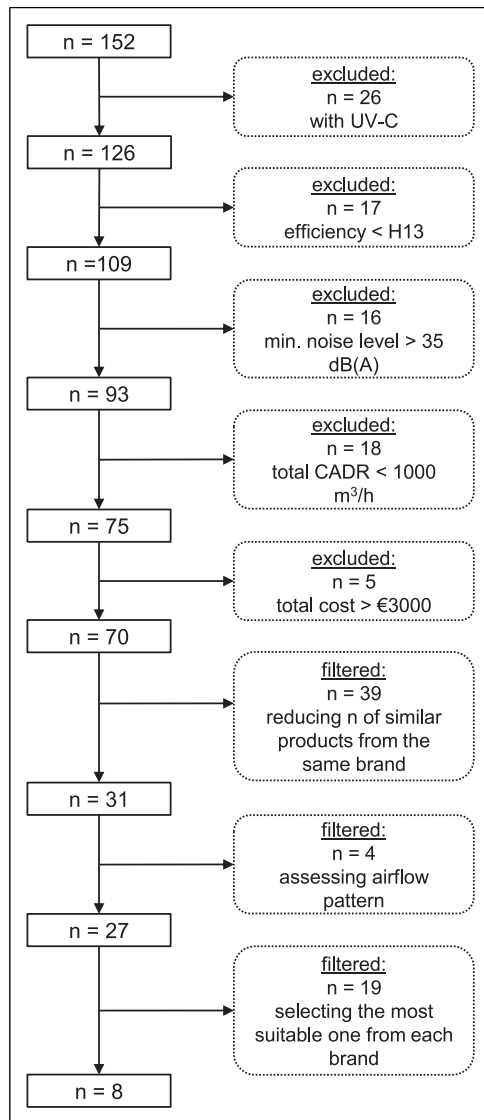 n = 152
excluded:
n = 26
with UV-C
n = 126
excluded:
n = 17
efficiency < H13
n =109
excluded:
n = 16
min. noise level > 35
dB(A)
n = 93
excluded:
n = 18
total CADR < 1000
m³/h
n = 75
excluded:
n = 5
total cost > €3000
n = 70
filtered:
n = 39
reducing n of similar
products from the
same brand
n = 31
filtered:
n = 4
assessing airflow
pattern
n = 27
filtered:
n = 19
selecting the most
suitable one from each
brand
n = 8